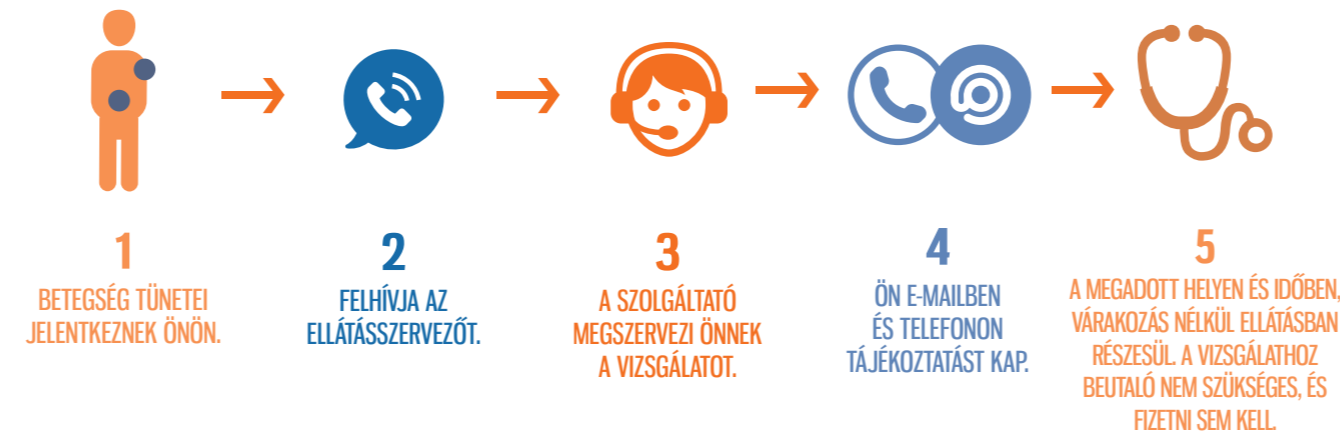 1
BETEGSÉG TÜNETEI
JELENTKEZNEK ÖNÖN.
2
FELHÍVJA AZ
ELLÁTÁSSZERVEZŐT.
3
A SZOLGÁLTATÓ
MEGSZERVEZI ÖNNEK
A VIZSGÁLATOT.
4
ÖN E-MAILBEN
ÉS TELEFONON
TÁJÉKOZTATÁST KAP.
5
A MEGADOTT HELYEN ÉS IDŐBEN,
VÁRAKOZÁS NÉLKÜL ELLÁTÁSBAN
RÉSZESÜL. A VIZSGÁLATHOZ
BEUTALÓ NEM SZÜKSÉGES, ÉS
FIZETNI SEM KELL.